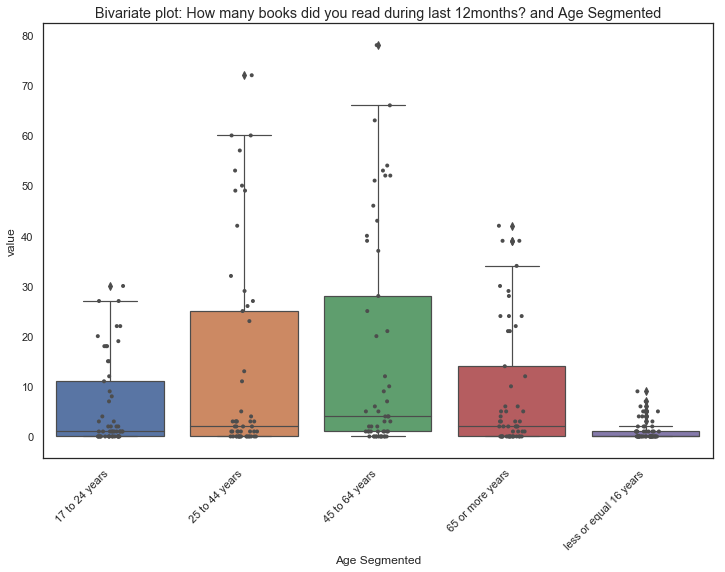 Bivariate plot: How many books did you read during last 12months? and Age Segmented
80
70
60
50
40
30
20
10
0
value
17 to 24 years
25 to 44 years
45 to 64 years
65 or more years
less or equal 16 years
Age Segmented